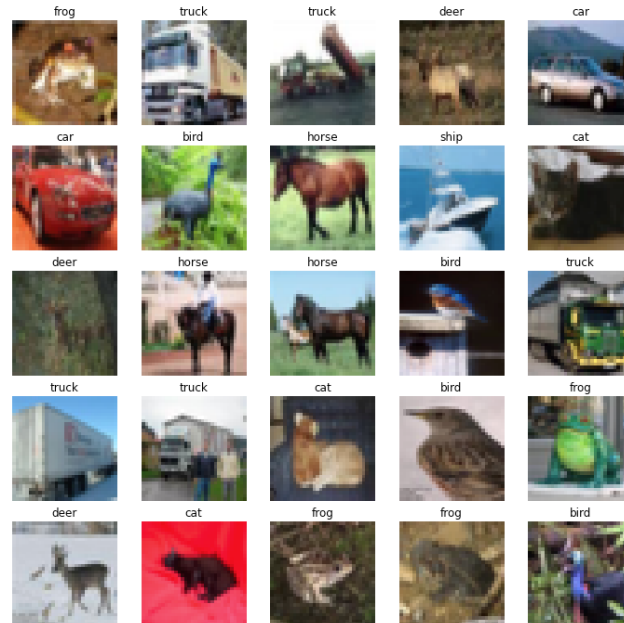 frog truck truck deer car
car bird horse ship cat
deer horse horse bird truck
truck truck cat bird frog
deer cat frog frog bird